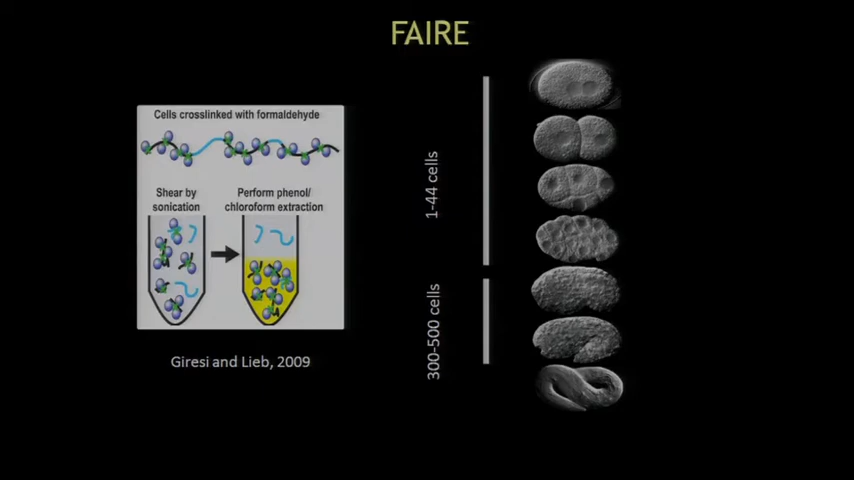 FAIRE
Cells crosslinked with formaldehyde
Shear by
sonication
Perform phenol/
chloroform extraction
Giresi and Lieb, 2009
1-44 cells
300-500 cells